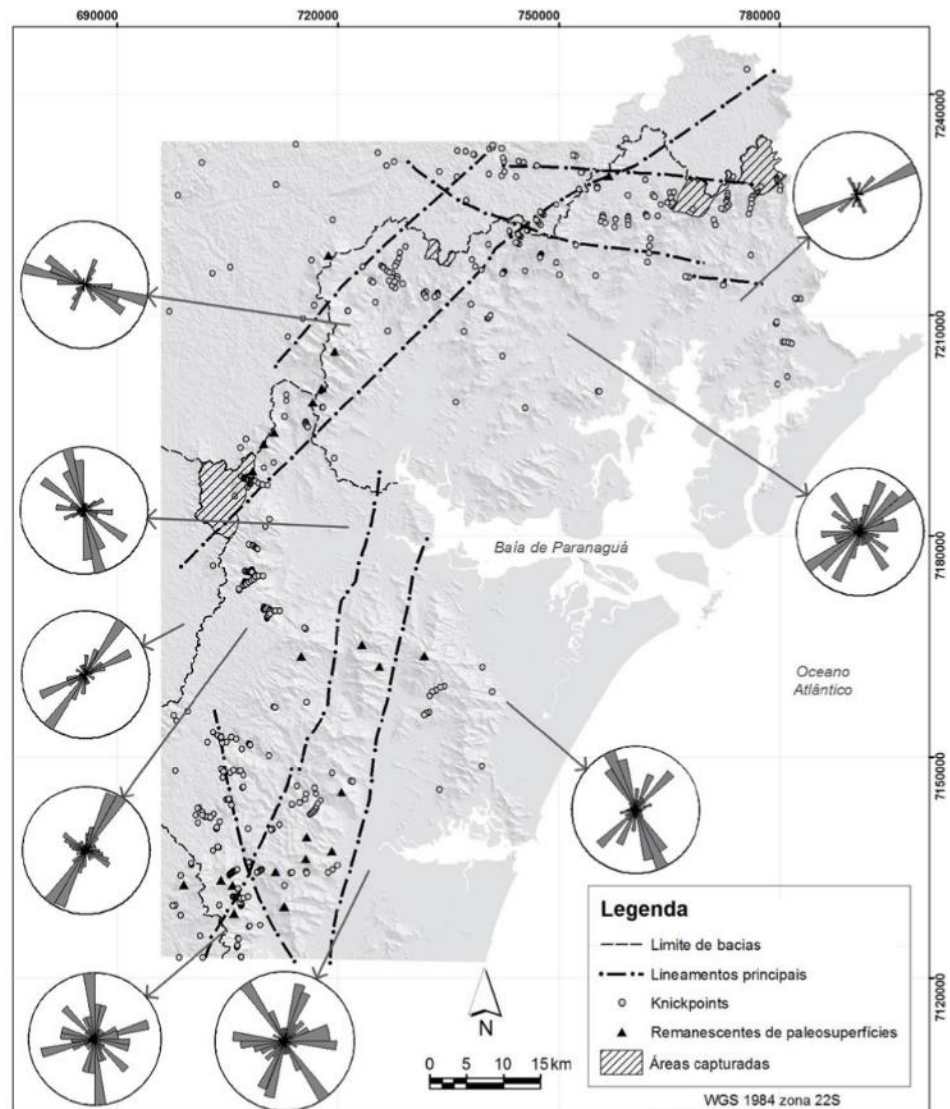 690000 720000 750000 780000
7240000
7210000
7180000
7150000
7120000
Baía de Paranaguá
Oceano
Atlântico
Legenda
Limite de bacias
Lineamentos principais
Knickpoints
Remanescentes de paleosuperfícies
Áreas capturadas
N
0 5 10 15 km
WGS 1984 zona 22S